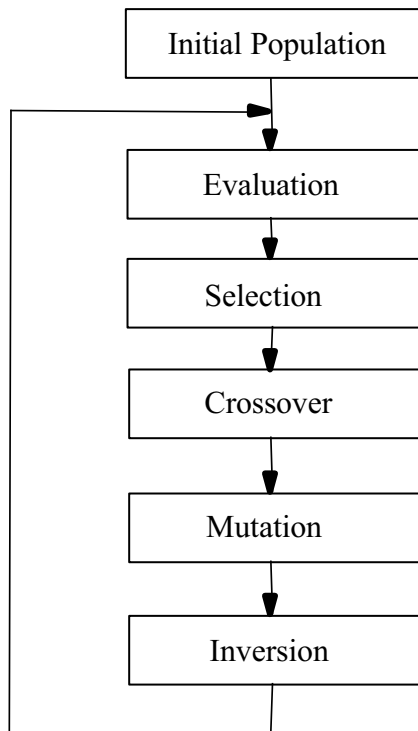 Initial Population
Evaluation
Selection
Crossover
Mutation
Inversion